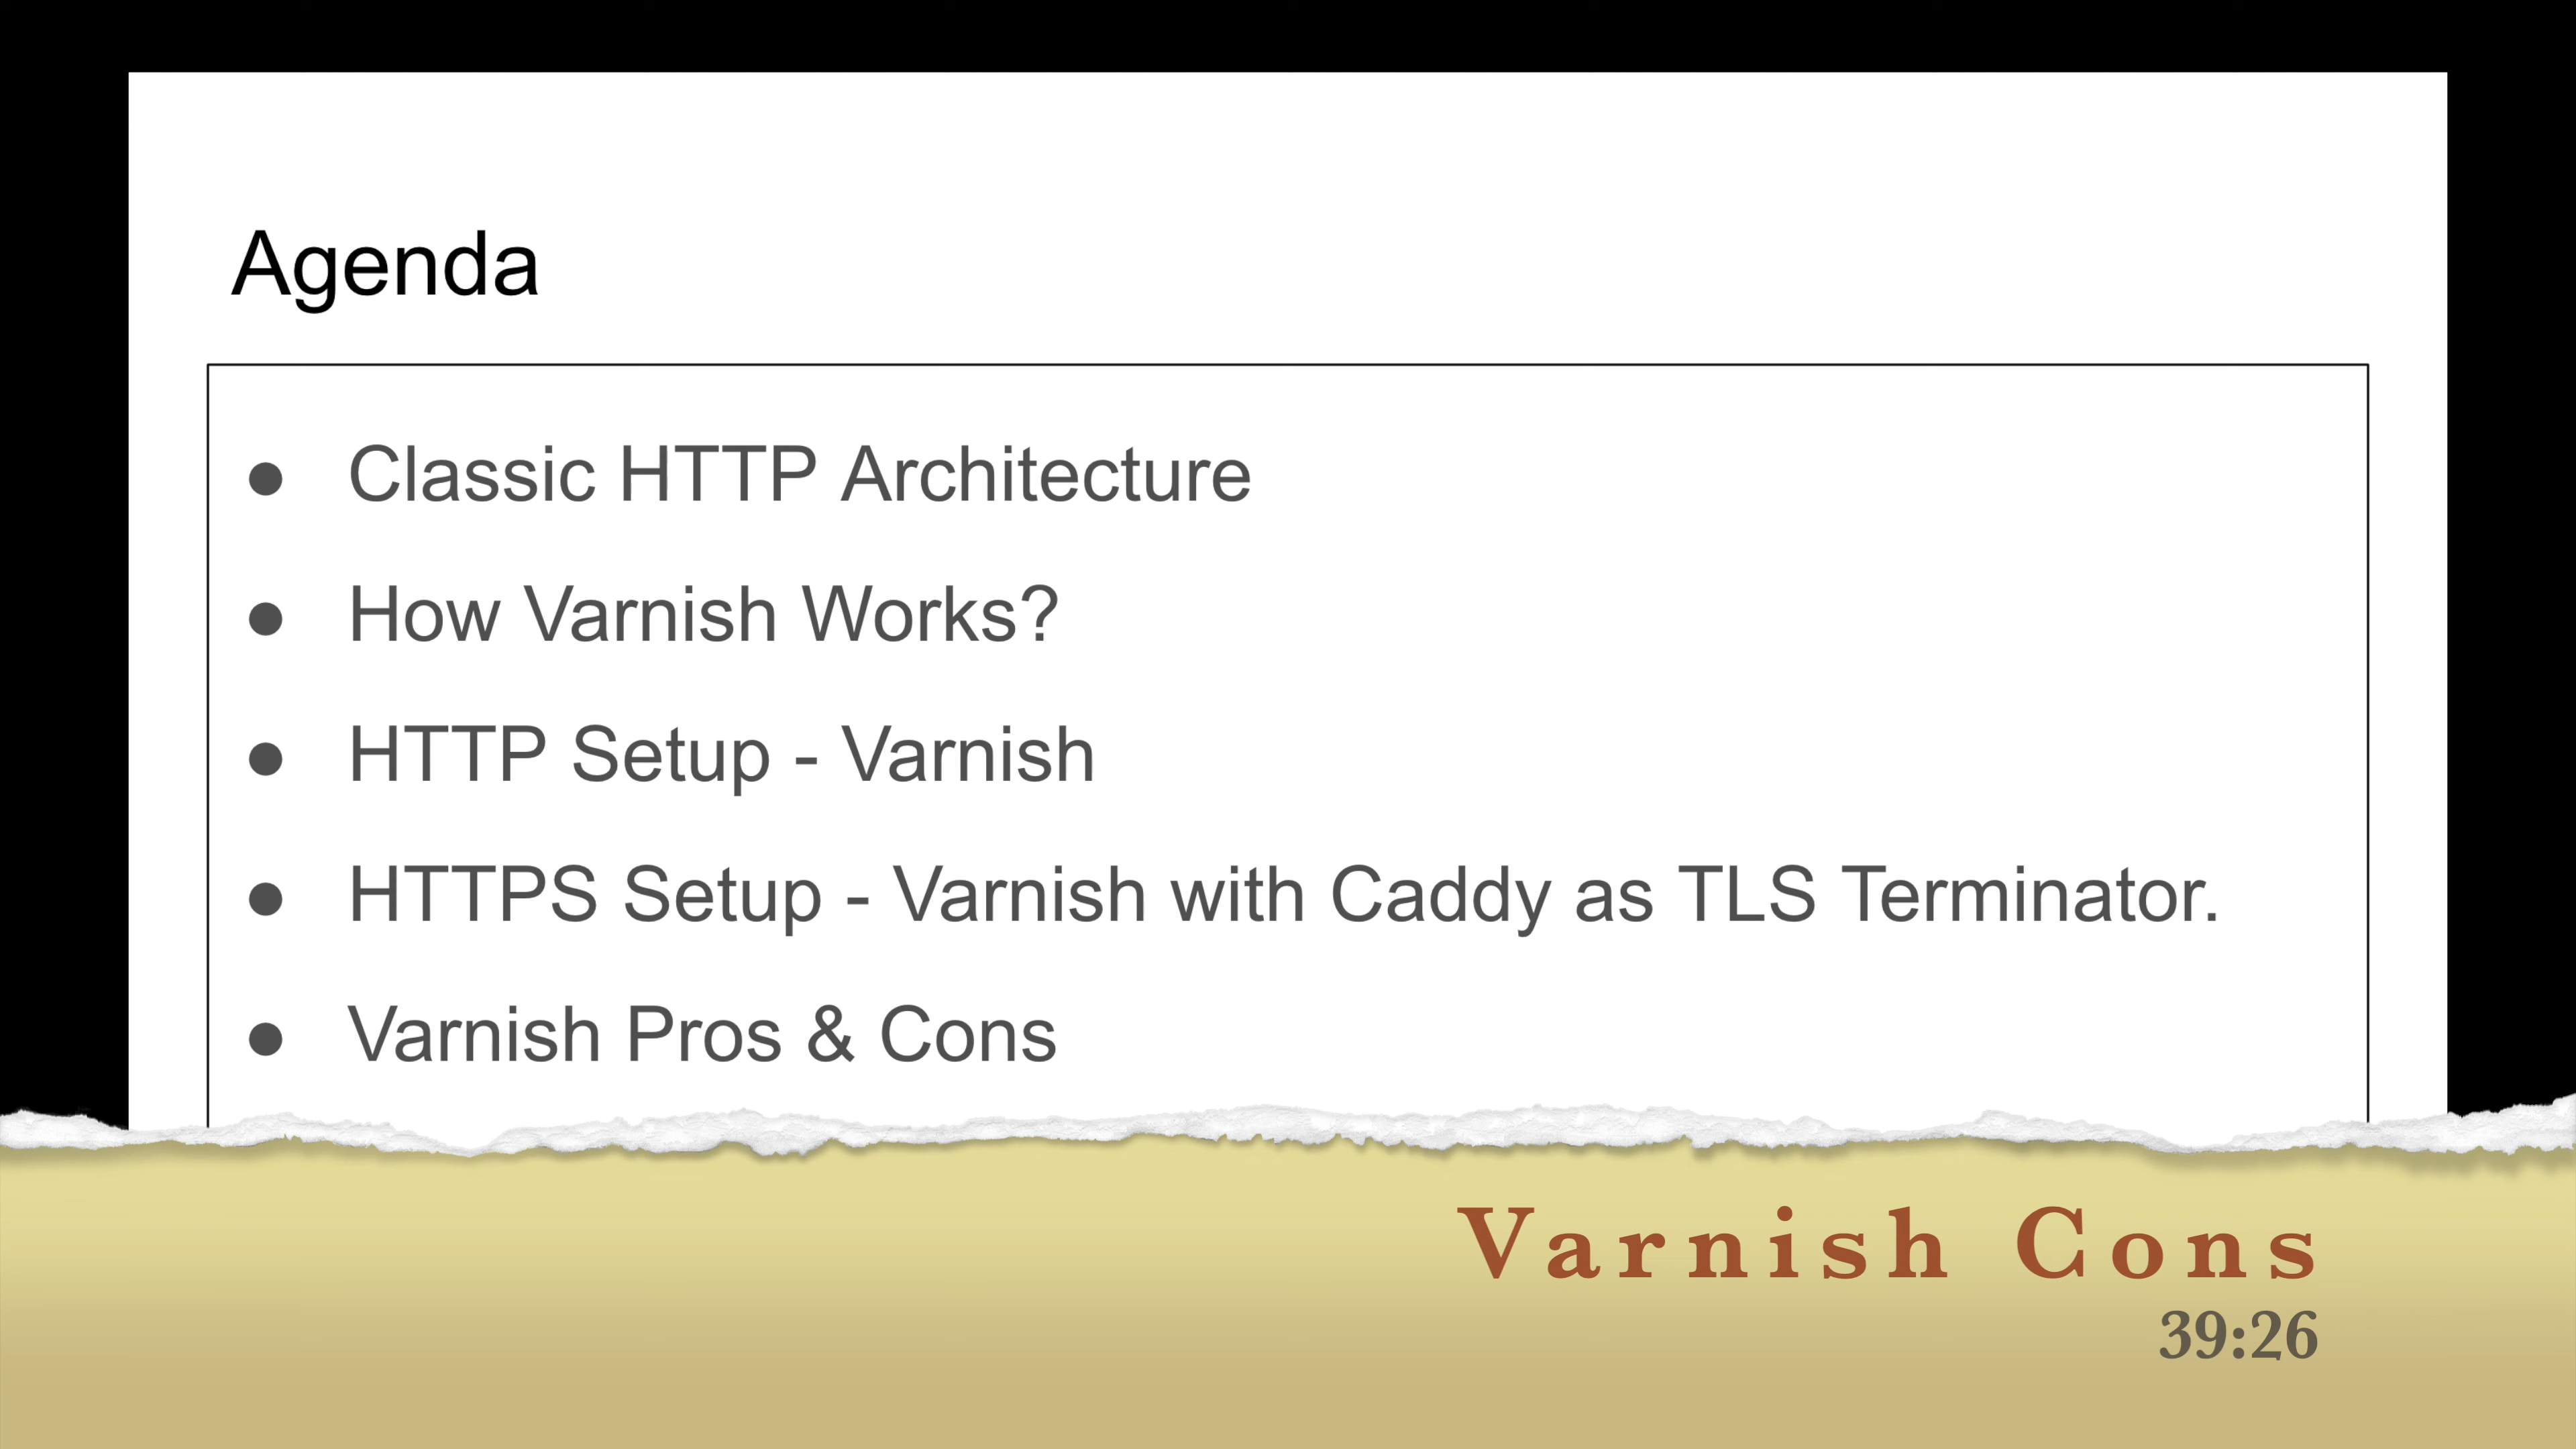 Agenda
● Classic HTTP Architecture
● How Varnish Works?
● HTTP Setup - Varnish
● HTTPS Setup - Varnish with Caddy as TLS Terminator.
● Varnish Pros & Cons
Varnish Cons
39:26